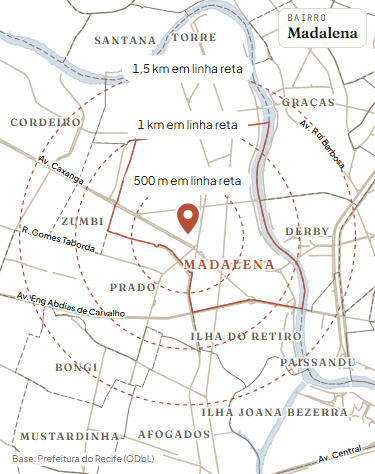 BAIRRO
Madalena
SANTANA
TORRE
1,5 km em linha reta
GRAÇAS
CORDEIRO
1 km em linha reta
Av. Rui Barbosa
Av. Caxanga
500 m em linha reta
ZUMBI
R. Gomes Taborda
DERBY
MADALENA
PRADO
Av. Eng Abdias de Carvalho
ILHA DO RETIRO
PAISSANDU
BONGI
ILHA JOANA BEZERRA
MUSTARDINHA
AFOGADOS
Av. Central
Base: Prefeitura do Recife (ODbL)